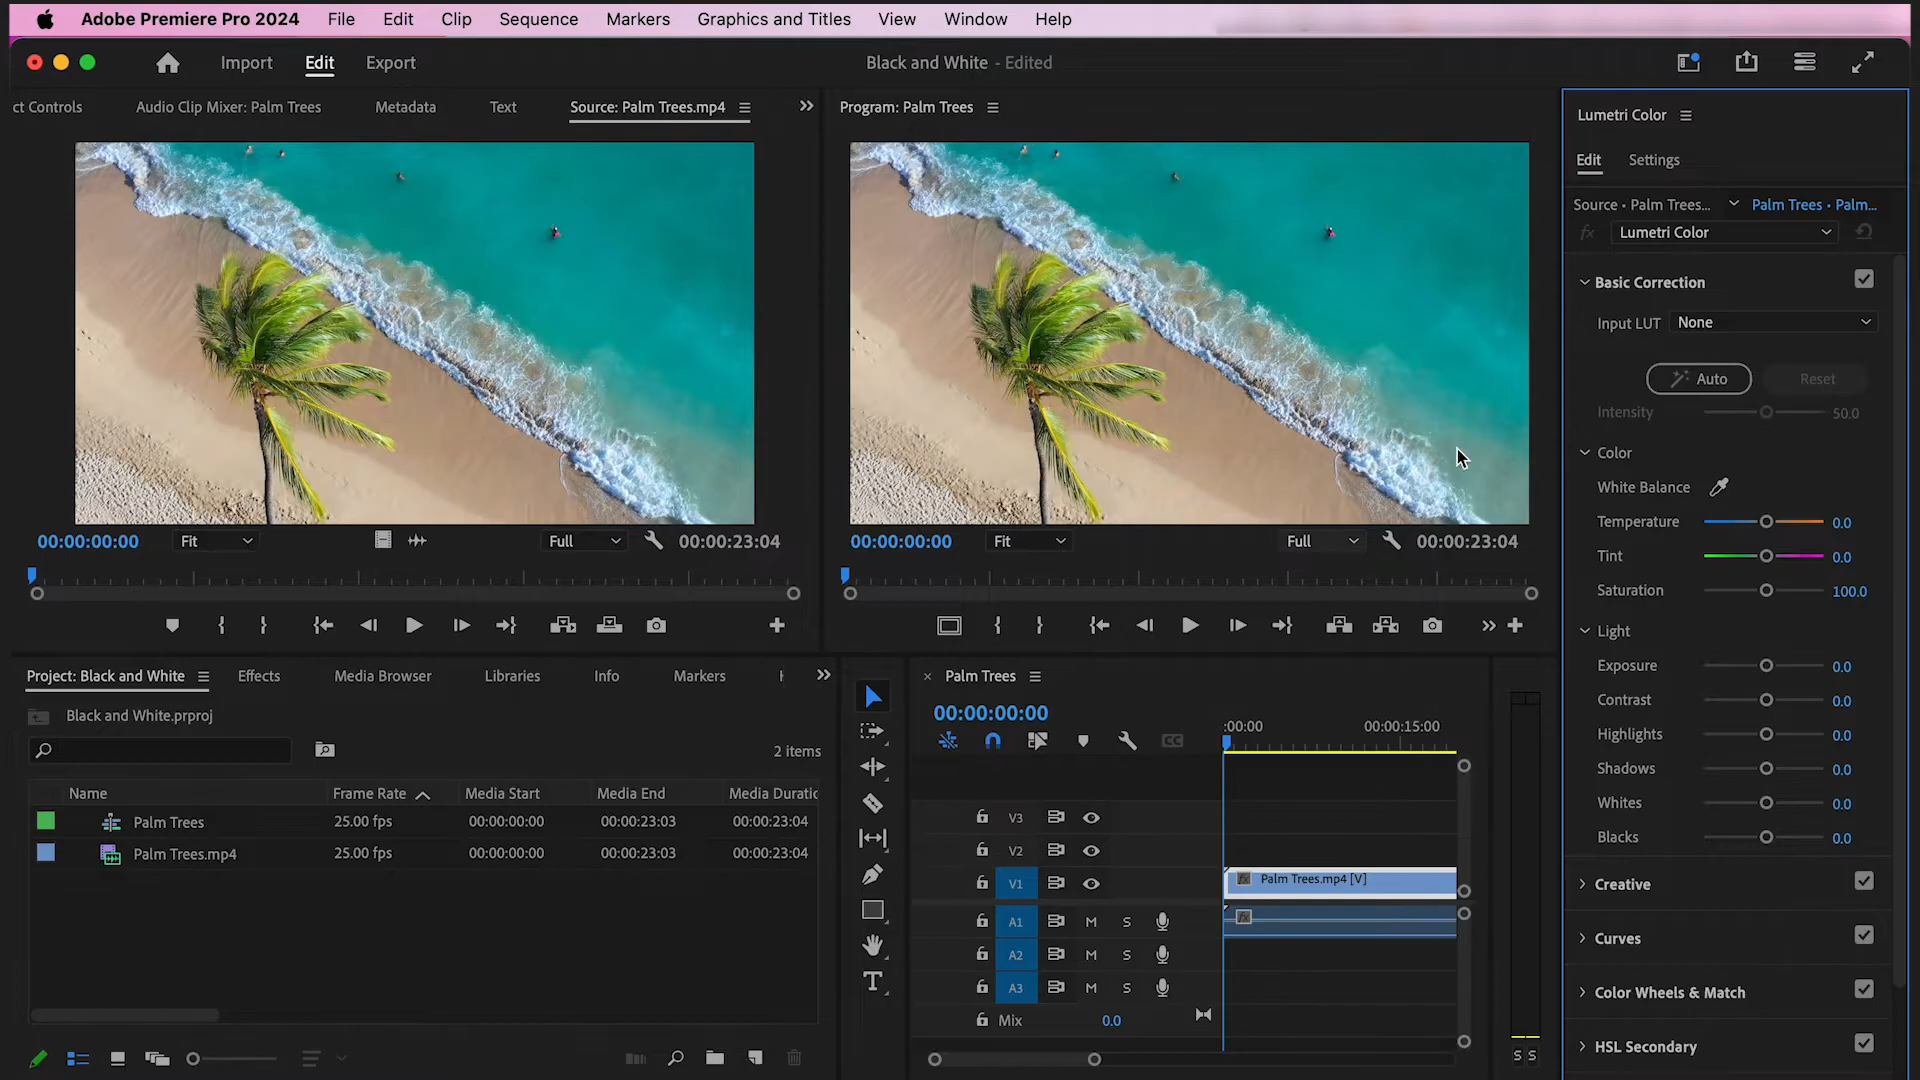 Adobe Premiere Pro 2024 File Edit Clip Sequence Markers Graphics and Titles View Window Help
Import Edit Export
Black and White - Edited
ct Controls Audio Clip Mixer: Palm Trees Metadata Text Source: Palm Trees.mp4
Program: Palm Trees
00:00:00:00 Fit Full 00:00:23:04
00:00:00:00 Fit Full 00:00:23:04
Lumetri Color
Edit Settings
Source • Palm Trees... Palm Trees • Palm...
fx Lumetri Color
Basic Correction
Input LUT None
Auto Reset
Intensity 50.0
Color
White Balance
Temperature 0.0
Tint 0.0
Saturation 100.0
Light
Exposure 0.0
Contrast 0.0
Highlights 0.0
Shadows 0.0
Whites 0.0
Blacks 0.0
Creative
Curves
Color Wheels & Match
HSL Secondary
Project: Black and White Effects Media Browser Libraries Info Markers
Black and White.prproj
2 items
Name Frame Rate Media Start Media End Media Duratic
Palm Trees 25.00 fps 00:00:00:00 00:00:23:03 00:00:23:04
Palm Trees.mp4 25.00 fps 00:00:00:00 00:00:23:03 00:00:23:04
× Palm Trees
00:00:00:00
:00:00 00:00:15:00
CC
V3
V2
V1 fx Palm Trees.mp4 [V]
A1 M S fx
A2 M S
A3 M S
Mix 0.0
S S